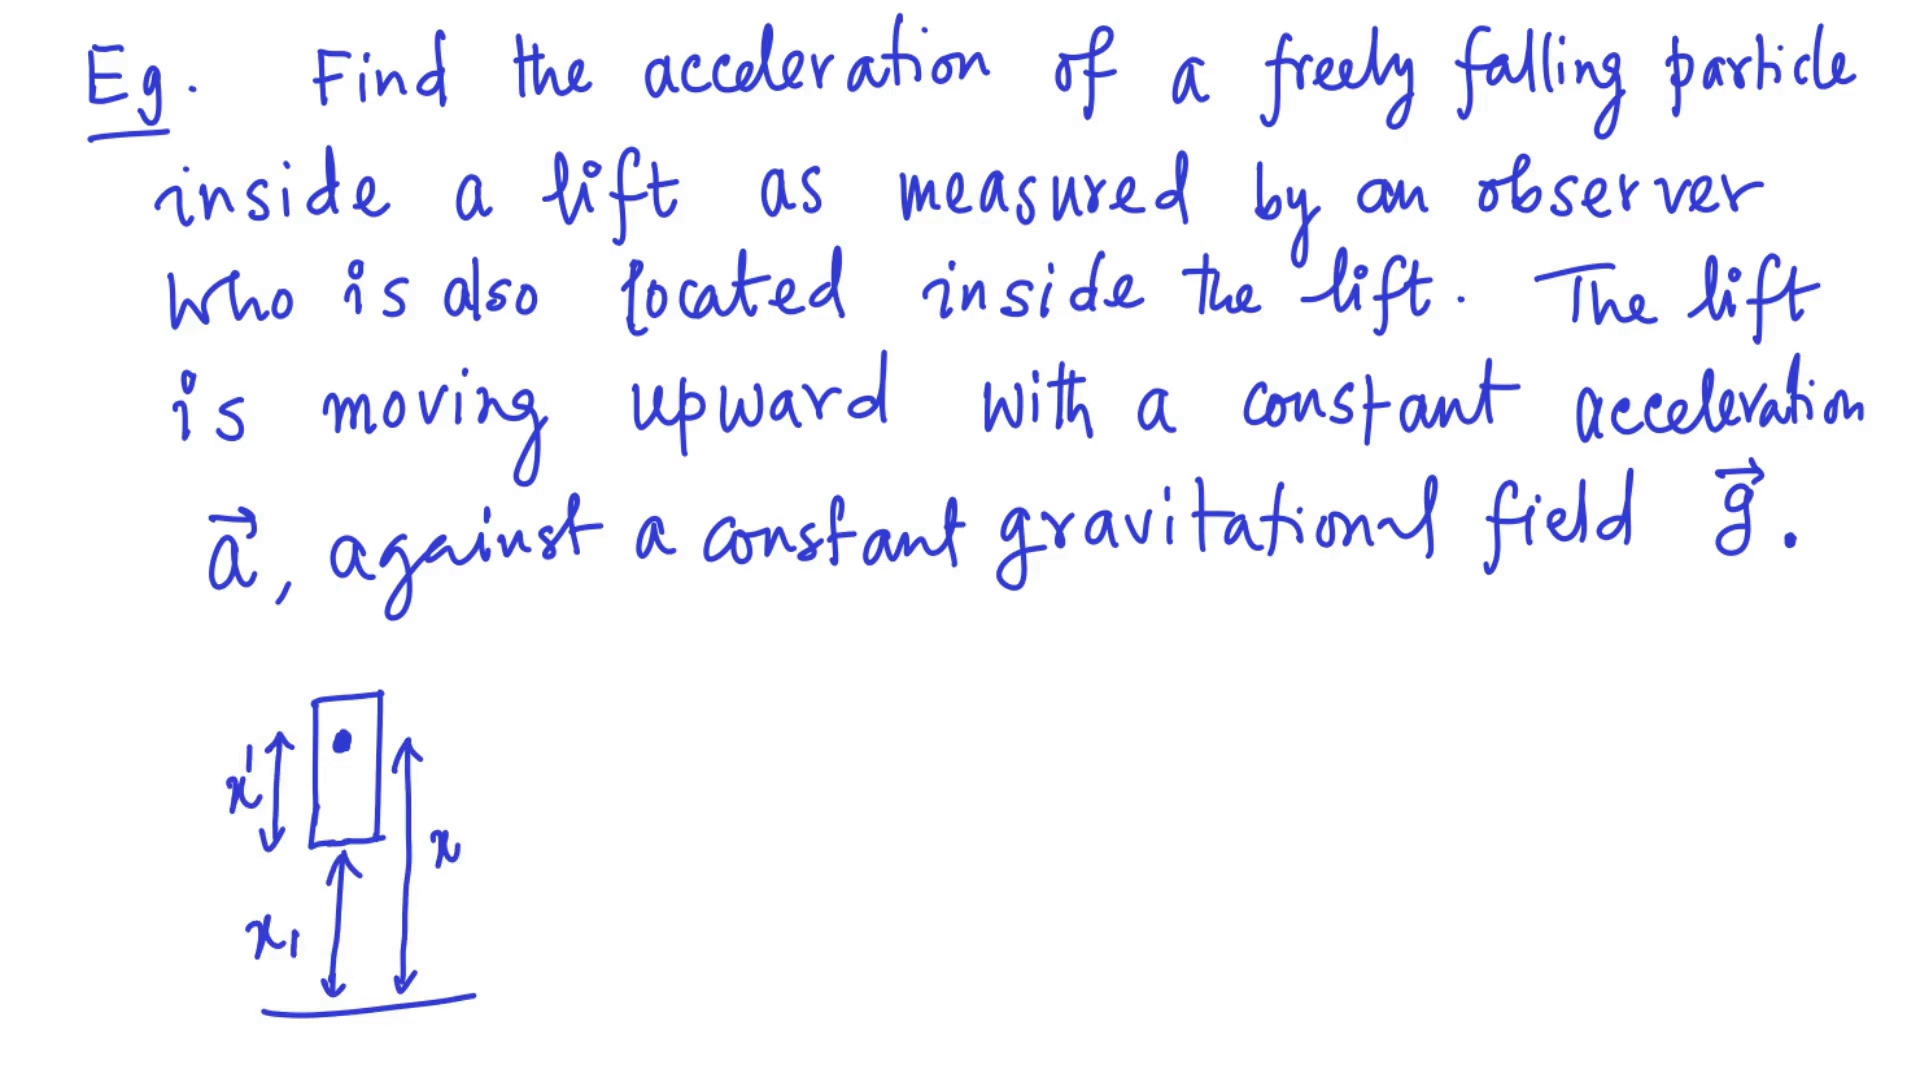 Eg. Find the acceleration of a freely falling particle
inside a lift as measured by an observer
who is also located inside the lift. The lift
is moving upward with a constant acceleration
a⃗, against a constant gravitational field g⃗.
x'
x
x₁